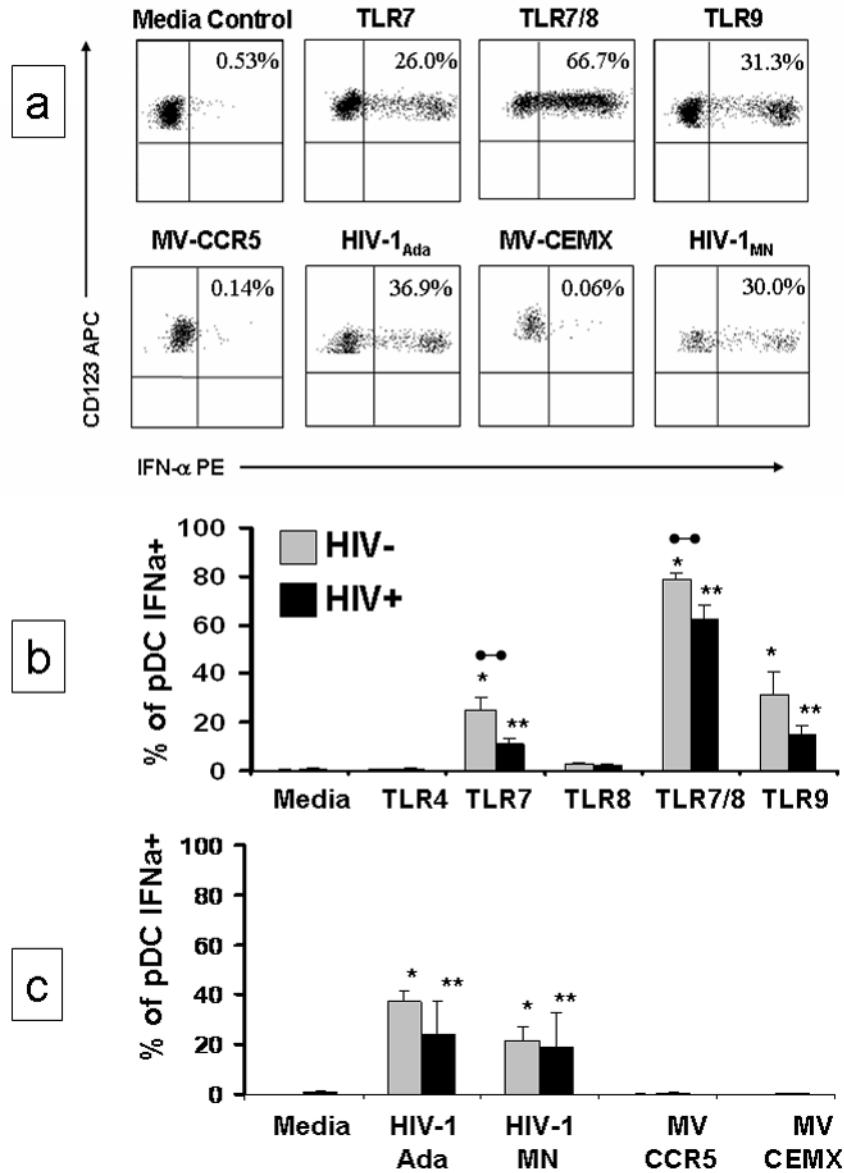 a
Media Control TLR7 TLR7/8 TLR9
0.53% 26.0% 66.7% 31.3%
MV-CCR5 HIV-1Ada MV-CEMX HIV-1MN
0.14% 36.9% 0.06% 30.0%
CD123 APC
IFN-α PE
b
% of pDC IFNa+
100
80
60
40
20
0
HIV-
HIV+
* ** * ** * **
Media TLR4 TLR7 TLR8 TLR7/8 TLR9
c
% of pDC IFNa+
100
80
60
40
20
0
* ** * **
Media HIV-1 HIV-1 MV MV
Ada MN CCR5 CEMX